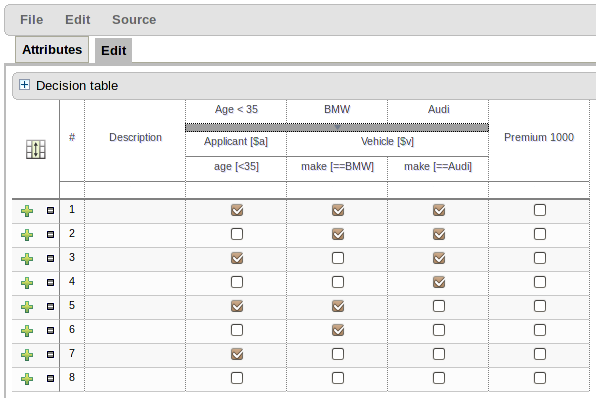 File Edit Source
Attributes Edit
Decision table
Age < 35 BMW Audi
# Description Applicant [$a] Vehicle [$v] Premium 1000
age [<35] make [==BMW] make [==Audi]
1
2
3
4
5
6
7
8